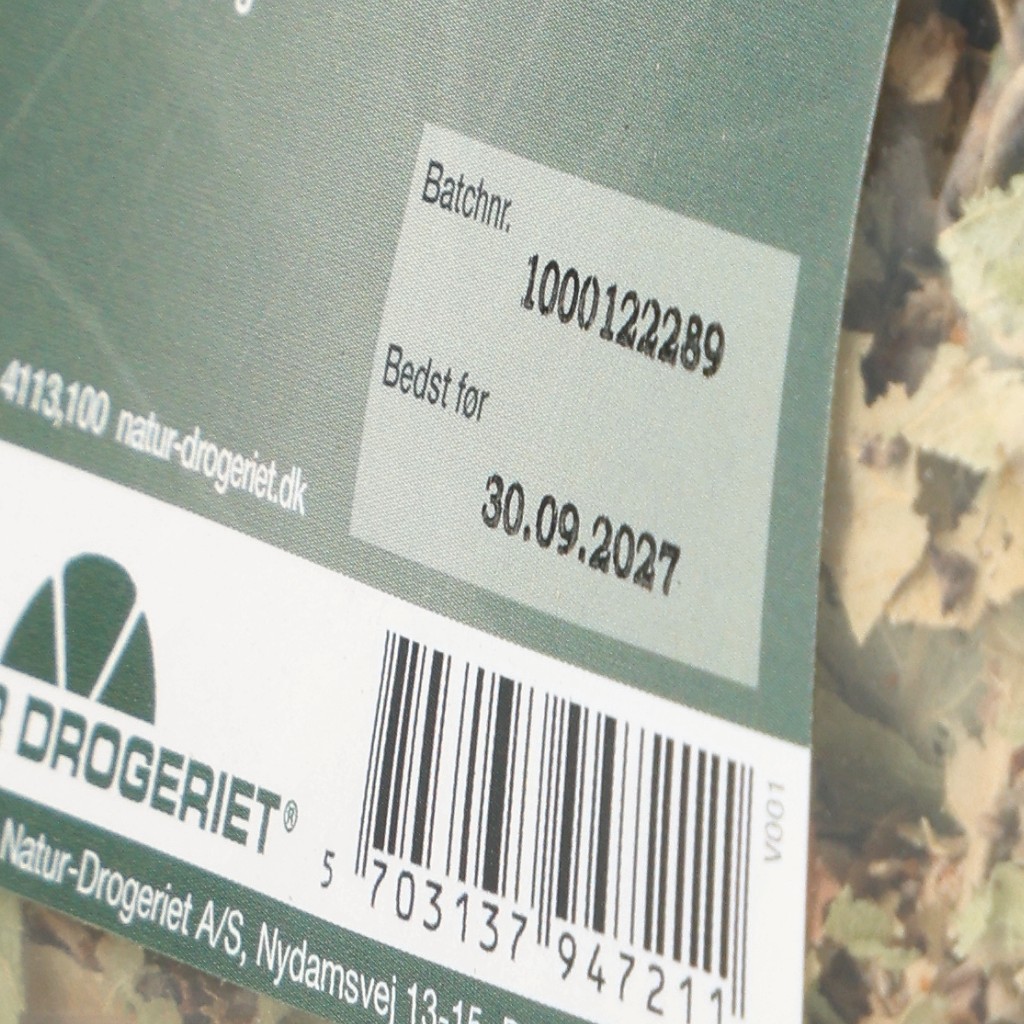 Batchnr.
1000122289
Bedst før
30.09.2027
4113,100 natur-drogeriet.dk
DROGERIET®
V001
5 703137 947211
Natur-Drogeriet A/S, Nydamsvej 13-15